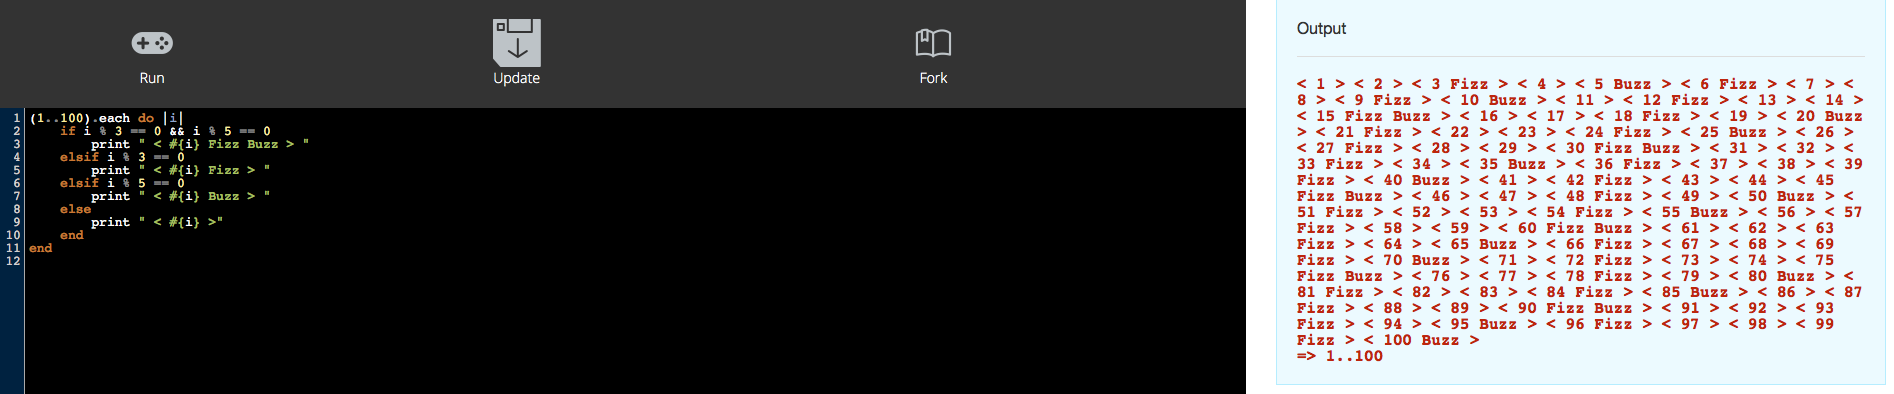 Run
Update
Fork
1 (1..100).each do |i|
2     if i % 3 == 0 && i % 5 == 0
3         print " < #{i} Fizz Buzz > "
4     elsif i % 3 == 0
5         print " < #{i} Fizz > "
6     elsif i % 5 == 0
7         print " < #{i} Buzz > "
8     else
9         print " < #{i} >"
10     end
11 end
12
Output
< 1 > < 2 > < 3 Fizz > < 4 > < 5 Buzz > < 6 Fizz > < 7 > <
8 > < 9 Fizz > < 10 Buzz > < 11 > < 12 Fizz > < 13 > < 14 >
< 15 Fizz Buzz > < 16 > < 17 > < 18 Fizz > < 19 > < 20 Buzz
> < 21 Fizz > < 22 > < 23 > < 24 Fizz > < 25 Buzz > < 26 >
< 27 Fizz > < 28 > < 29 > < 30 Fizz Buzz > < 31 > < 32 > <
33 Fizz > < 34 > < 35 Buzz > < 36 Fizz > < 37 > < 38 > < 39
Fizz > < 40 Buzz > < 41 > < 42 Fizz > < 43 > < 44 > < 45
Fizz Buzz > < 46 > < 47 > < 48 Fizz > < 49 > < 50 Buzz > <
51 Fizz > < 52 > < 53 > < 54 Fizz > < 55 Buzz > < 56 > < 57
Fizz > < 58 > < 59 > < 60 Fizz Buzz > < 61 > < 62 > < 63
Fizz > < 64 > < 65 Buzz > < 66 Fizz > < 67 > < 68 > < 69
Fizz > < 70 Buzz > < 71 > < 72 Fizz > < 73 > < 74 > < 75
Fizz Buzz > < 76 > < 77 > < 78 Fizz > < 79 > < 80 Buzz > <
81 Fizz > < 82 > < 83 > < 84 Fizz > < 85 Buzz > < 86 > < 87
Fizz > < 88 > < 89 > < 90 Fizz Buzz > < 91 > < 92 > < 93
Fizz > < 94 > < 95 Buzz > < 96 Fizz > < 97 > < 98 > < 99
Fizz > < 100 Buzz >
=> 1..100